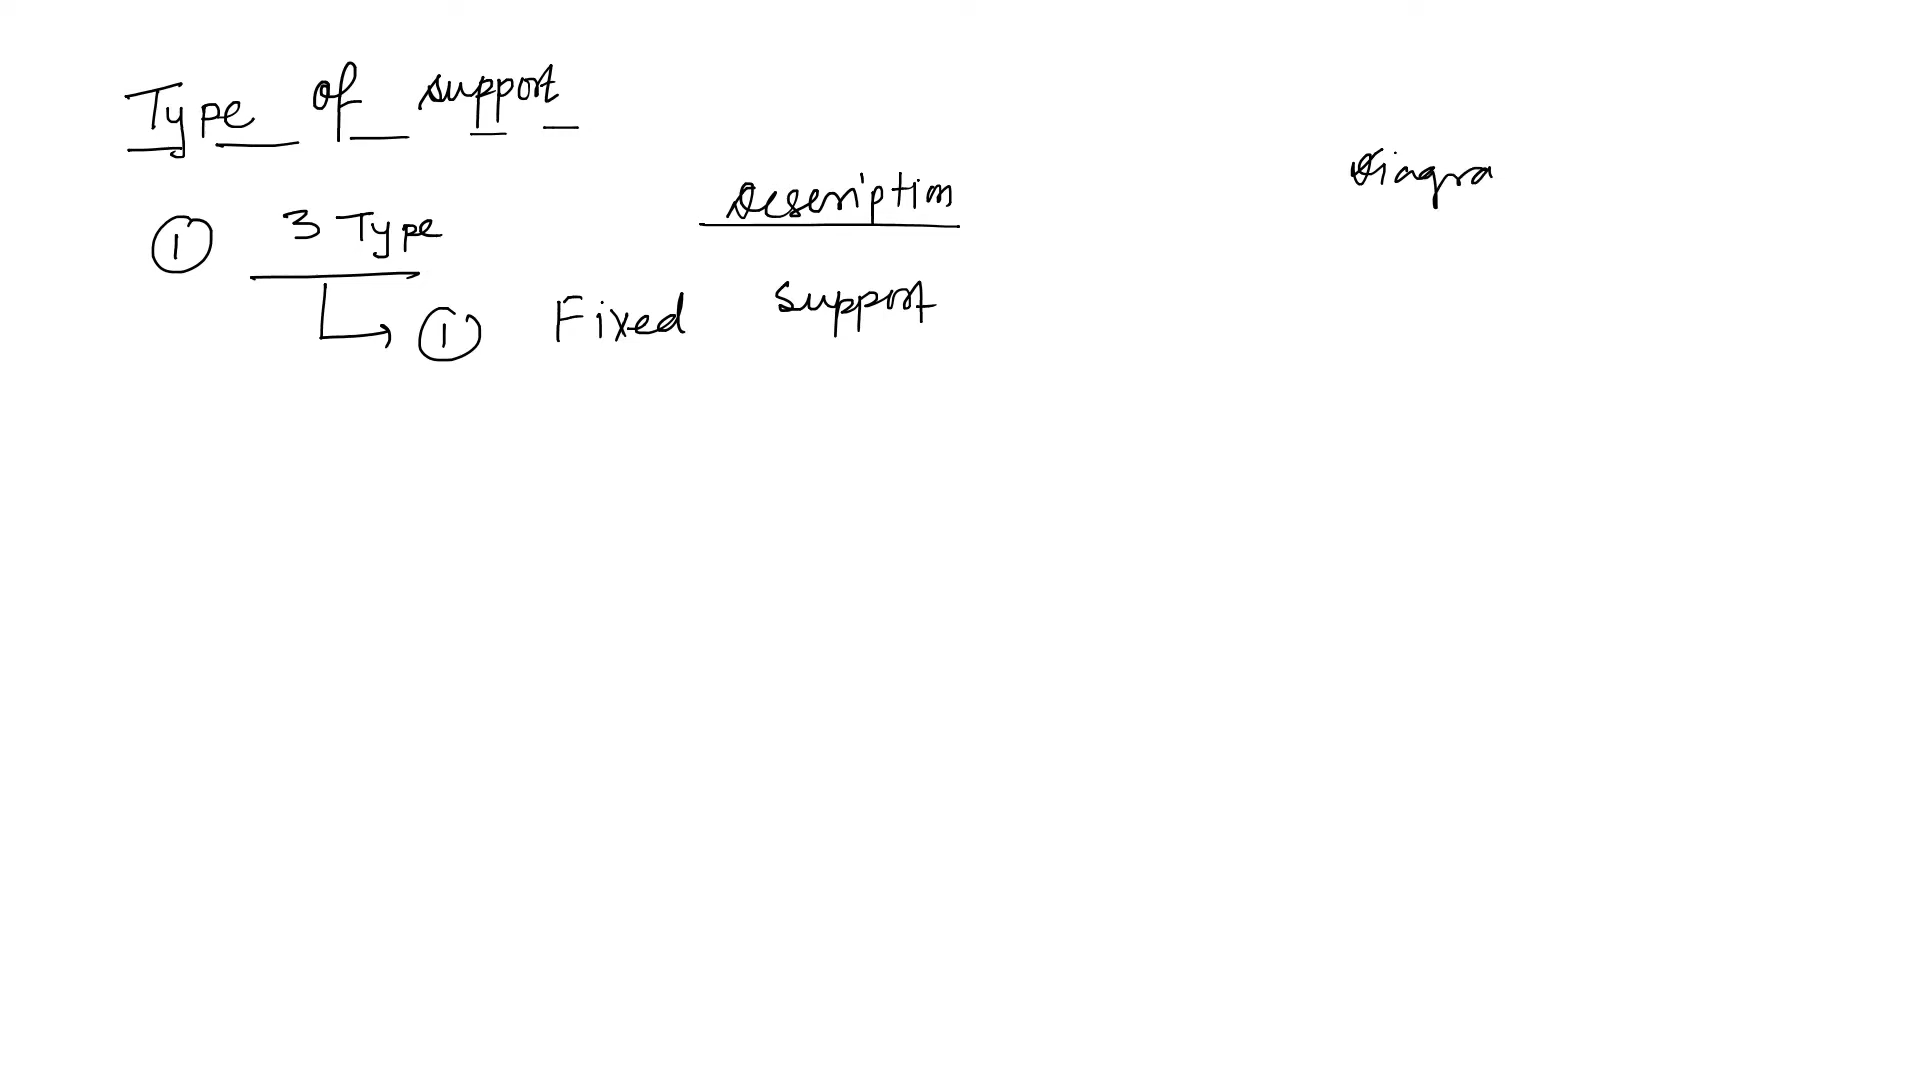 Type of support
Description Diagra
① 3 Type
① Fixed support